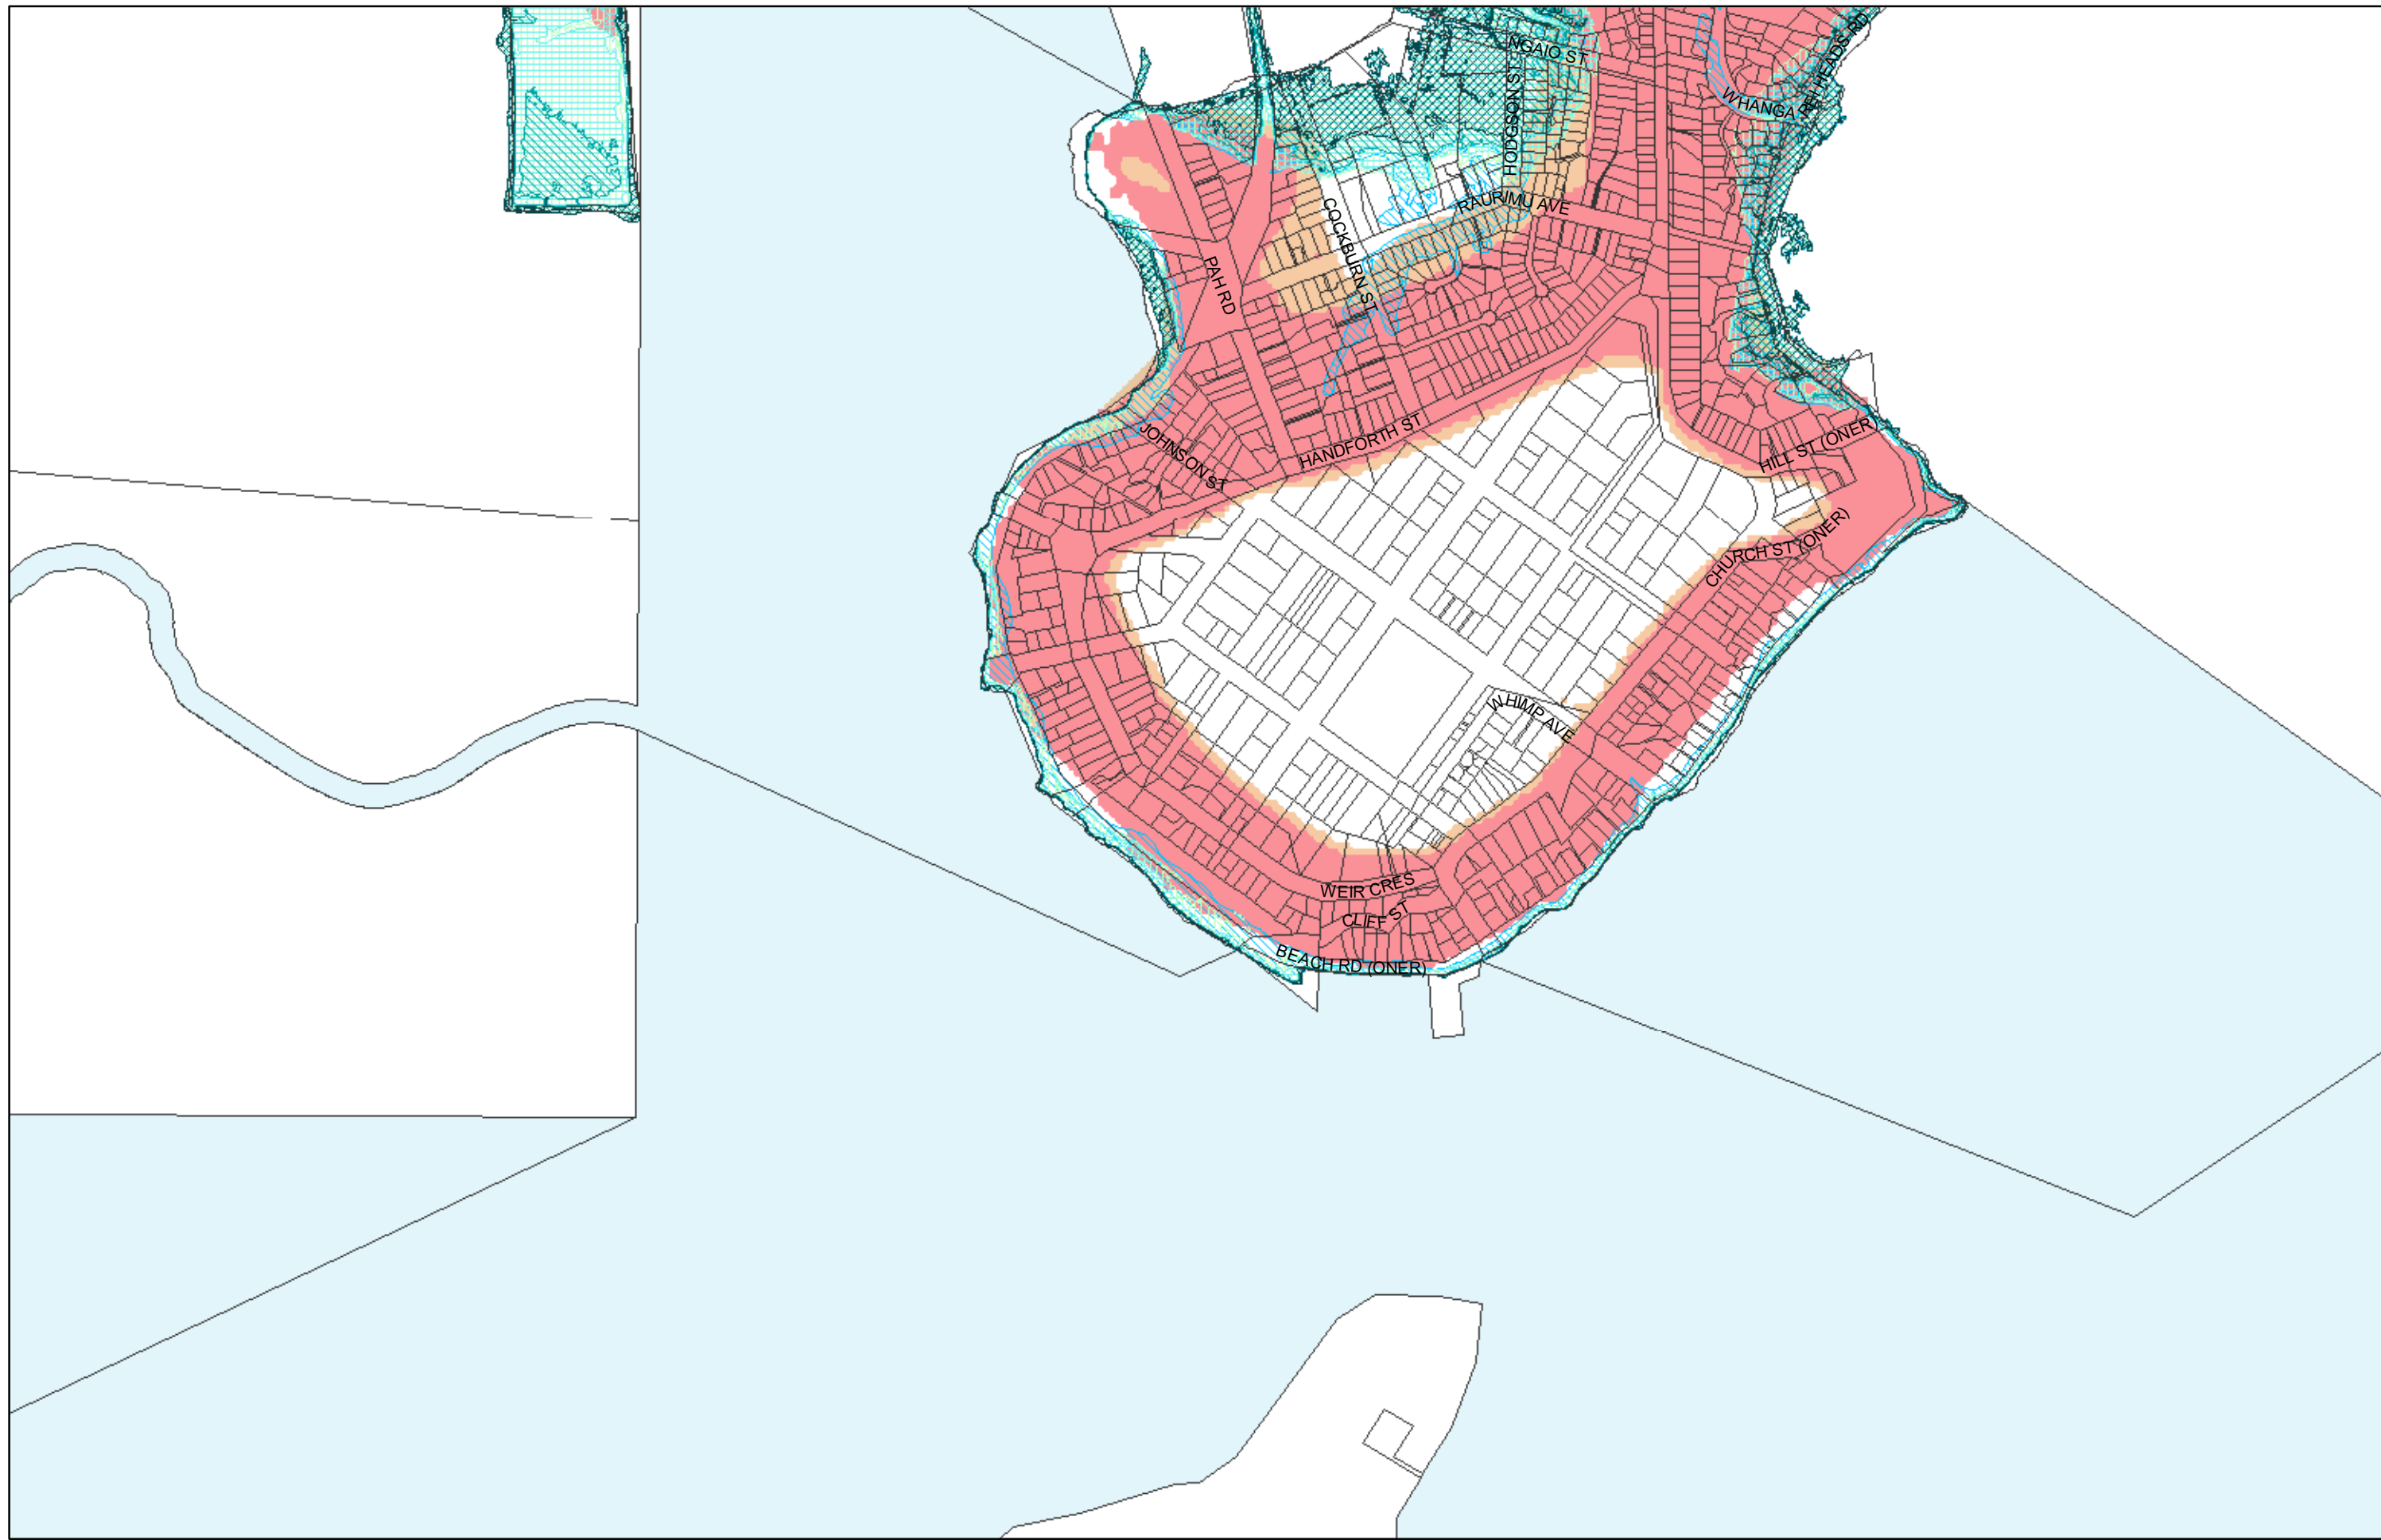 NGAIO ST
HODGSON ST
WHANGAREI HEADS RD
RAURIMU AVE
COCKBURN ST
PAH RD
JOHNSON ST
HANDFORTH ST
HILL ST (ONER)
CHURCH ST (ONER)
WHIMP AVE
WEIR CRES
CLIFF ST
BEACH RD (ONER)